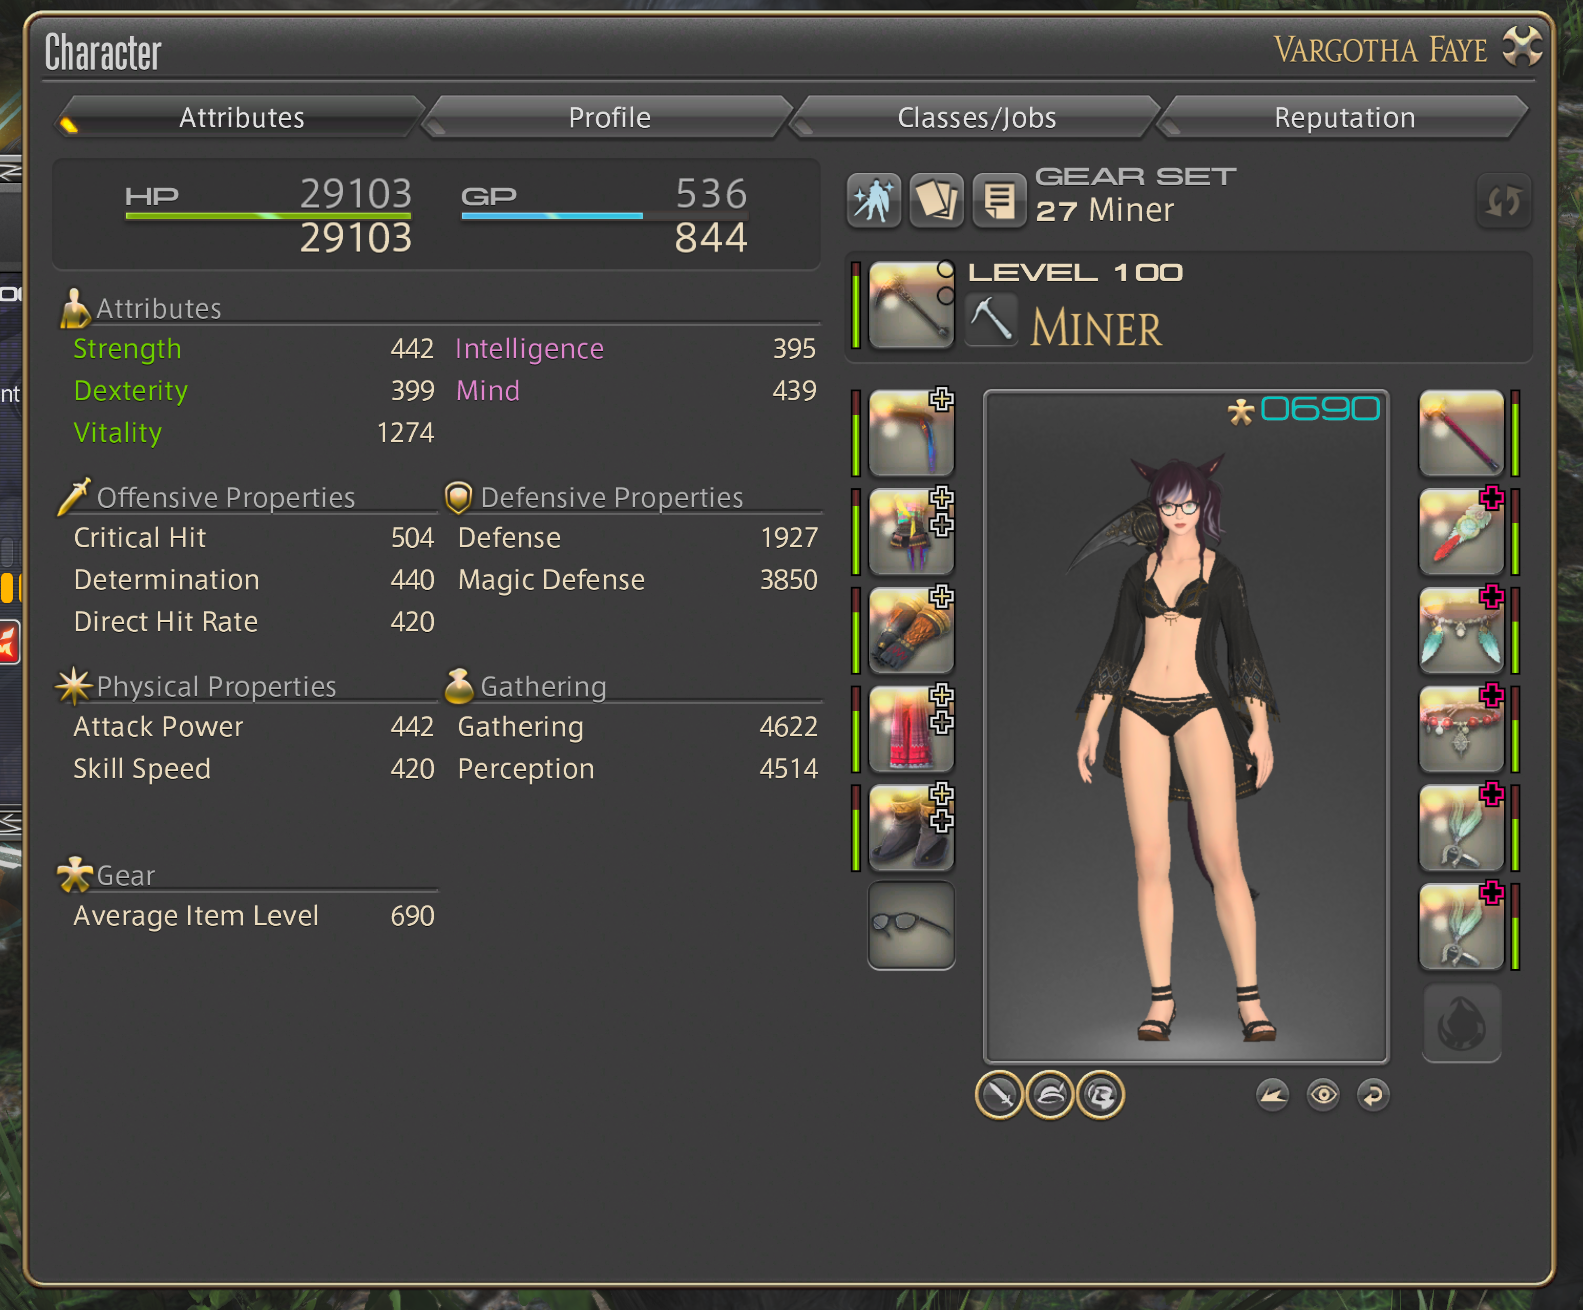 Character
VARGOTHA FAYE
Attributes
Profile
Classes/Jobs
Reputation
HP 29103
29103
GP 536
844
GEAR SET
27 Miner
LEVEL 100
MINER
Attributes
Strength 442
Intelligence 395
Dexterity 399
Mind 439
Vitality 1274
Offensive Properties
Critical Hit 504
Determination 440
Direct Hit Rate 420
Defensive Properties
Defense 1927
Magic Defense 3850
Physical Properties
Attack Power 442
Skill Speed 420
Gathering
Gathering 4622
Perception 4514
Gear
Average Item Level 690
0690
nt